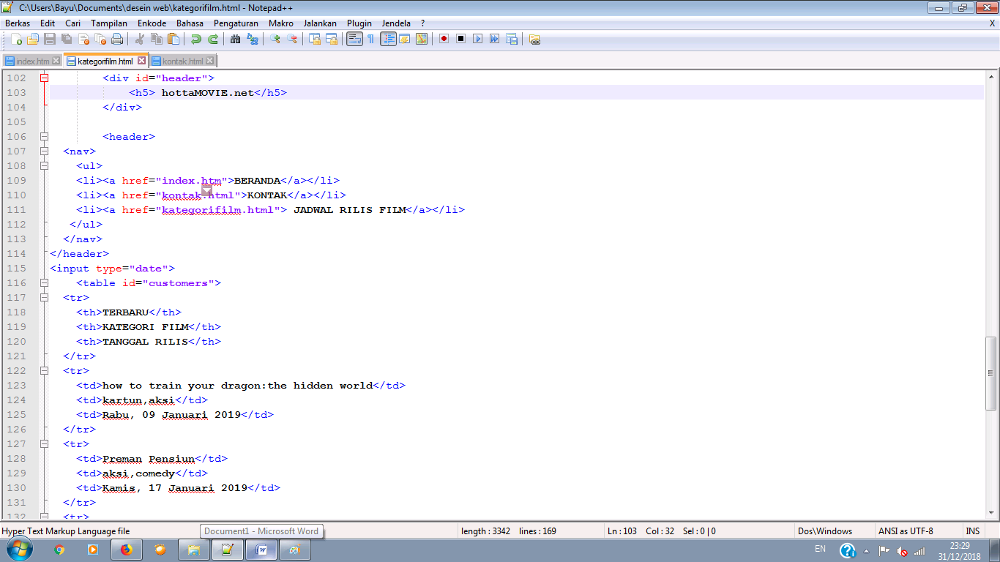 C:\Users\Bayu\Documents\desein web\kategorifilm.html - Notepad++
Berkas Edit Cari Tampilan Enkode Bahasa Pengaturan Makro Jalankan Plugin Jendela ? X
index.htm kategorifilm.html kontak.html
102 <div id="header">
103 <h5> hottaMOVIE.net</h5>
104 </div>
105
106 <header>
107 <nav>
108 <ul>
109 <li><a href="index.htm">BERANDA</a></li>
110 <li><a href="kontak.html">KONTAK</a></li>
111 <li><a href="kategorifilm.html"> JADWAL RILIS FILM</a></li>
112 </ul>
113 </nav>
114 </header>
115 <input type="date">
116 <table id="customers">
117 <tr>
118 <th>TERBARU</th>
119 <th>KATEGORI FILM</th>
120 <th>TANGGAL RILIS</th>
121 </tr>
122 <tr>
123 <td>how to train your dragon:the hidden world</td>
124 <td>kartun,aksi</td>
125 <td>Rabu, 09 Januari 2019</td>
126 </tr>
127 <tr>
128 <td>Preman Pensiun</td>
129 <td>aksi,comedy</td>
130 <td>Kamis, 17 Januari 2019</td>
131 </tr>
132 <tr>
Hyper Text Markup Language file Document1 - Microsoft Word length : 3342 lines : 169 Ln : 103 Col : 32 Sel : 0 | 0 Dos\Windows ANSI as UTF-8 INS
EN 23:29
31/12/2018